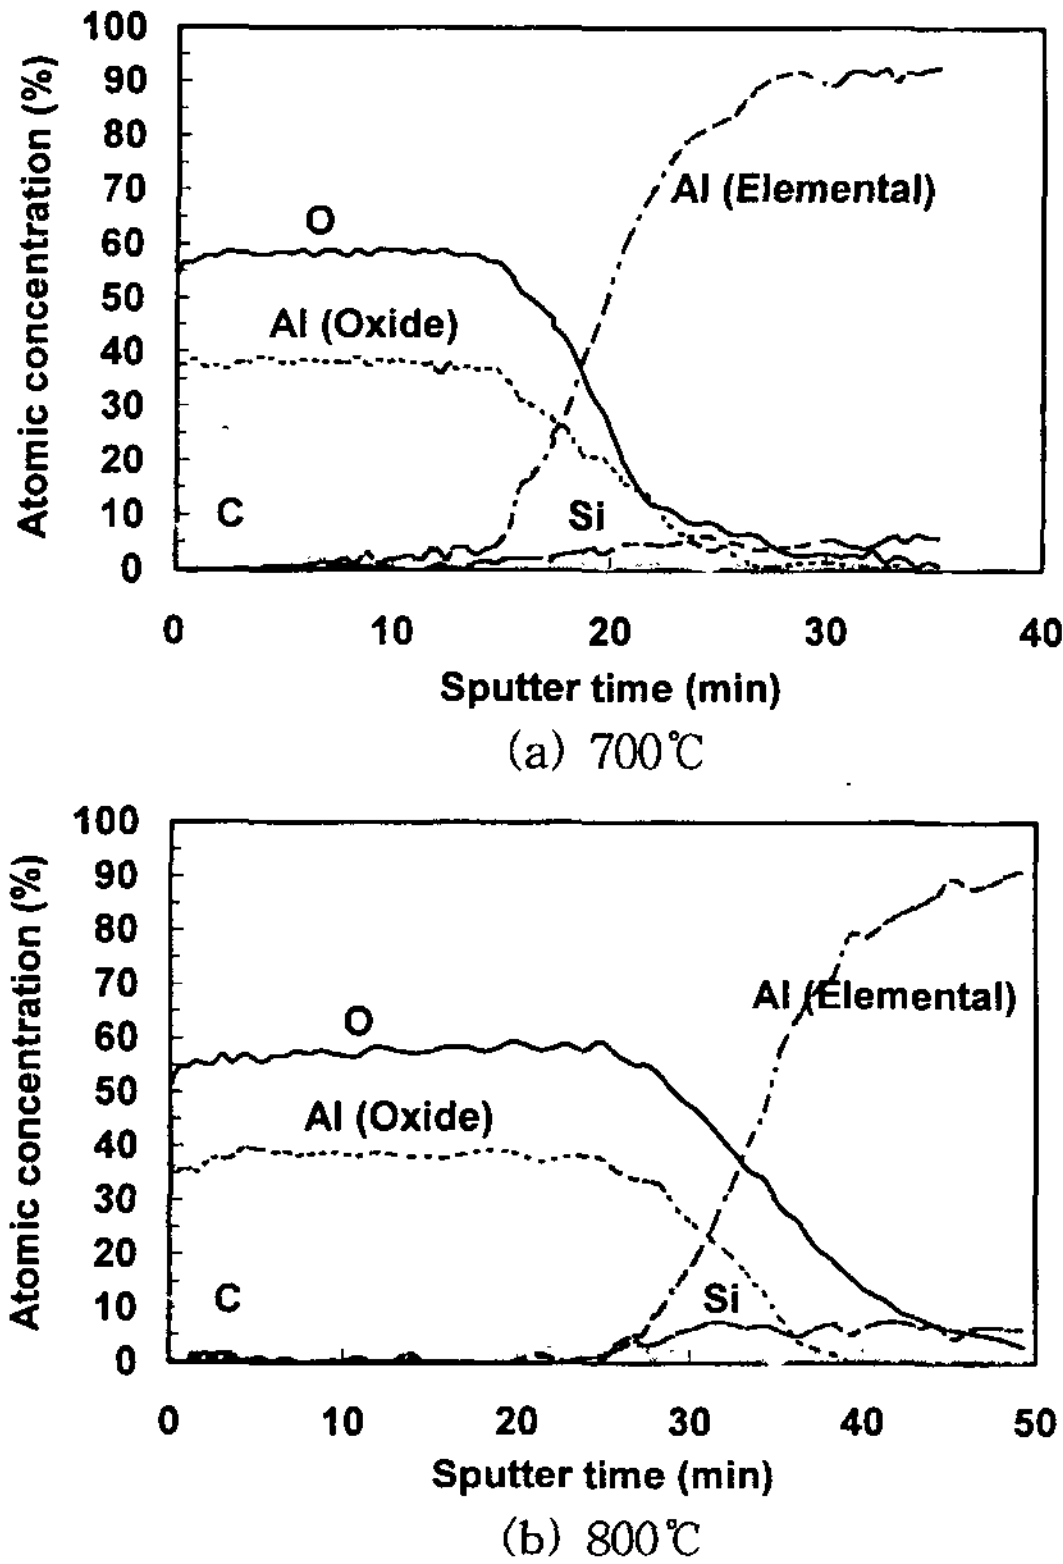 100
90
80
70
60
50
40
30
20
10
0
Atomic concentration (%)
O
Al (Oxide)
Al (Elemental)
C
Si
0 10 20 30 40
Sputter time (min)
(a) 700℃
100
90
80
70
60
50
40
30
20
10
0
Atomic concentration (%)
O
Al (Oxide)
Al (Elemental)
C
Si
0 10 20 30 40 50
Sputter time (min)
(b) 800℃